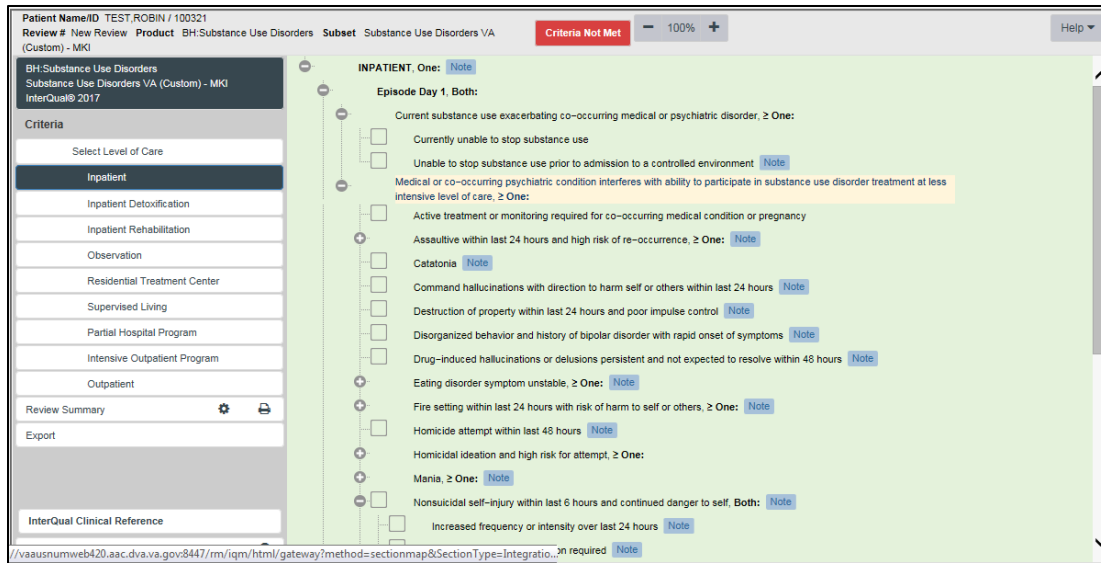 Patient Name/ID TEST,ROBIN / 100321
Review # New Review Product BH:Substance Use Disorders Subset Substance Use Disorders VA
(Custom) - MKI
Criteria Not Met
100%
Help
BH:Substance Use Disorders
Substance Use Disorders VA (Custom) - MKI
InterQual® 2017
Criteria
Select Level of Care
Inpatient
Inpatient Detoxification
Inpatient Rehabilitation
Observation
Residential Treatment Center
Supervised Living
Partial Hospital Program
Intensive Outpatient Program
Outpatient
Review Summary
Export
InterQual Clinical Reference
//vaausnumweb420.aac.dva.va.gov:8447/rm/iqm/html/gateway?method=sectionmap&SectionType=Integratio...
INPATIENT, One: Note
Episode Day 1, Both:
Current substance use exacerbating co-occurring medical or psychiatric disorder, ≥ One:
Currently unable to stop substance use
Unable to stop substance use prior to admission to a controlled environment Note
Medical or co-occurring psychiatric condition interferes with ability to participate in substance use disorder treatment at less
intensive level of care, ≥ One:
Active treatment or monitoring required for co-occurring medical condition or pregnancy
Assaultive within last 24 hours and high risk of re-occurrence, ≥ One: Note
Catatonia Note
Command hallucinations with direction to harm self or others within last 24 hours Note
Destruction of property within last 24 hours and poor impulse control Note
Disorganized behavior and history of bipolar disorder with rapid onset of symptoms Note
Drug-induced hallucinations or delusions persistent and not expected to resolve within 48 hours Note
Eating disorder symptom unstable, ≥ One: Note
Fire setting within last 24 hours with risk of harm to self or others, ≥ One: Note
Homicide attempt within last 48 hours Note
Homicidal ideation and high risk for attempt, ≥ One:
Mania, ≥ One: Note
Nonsuicidal self-injury within last 6 hours and continued danger to self, Both: Note
Increased frequency or intensity over last 24 hours Note
required Note